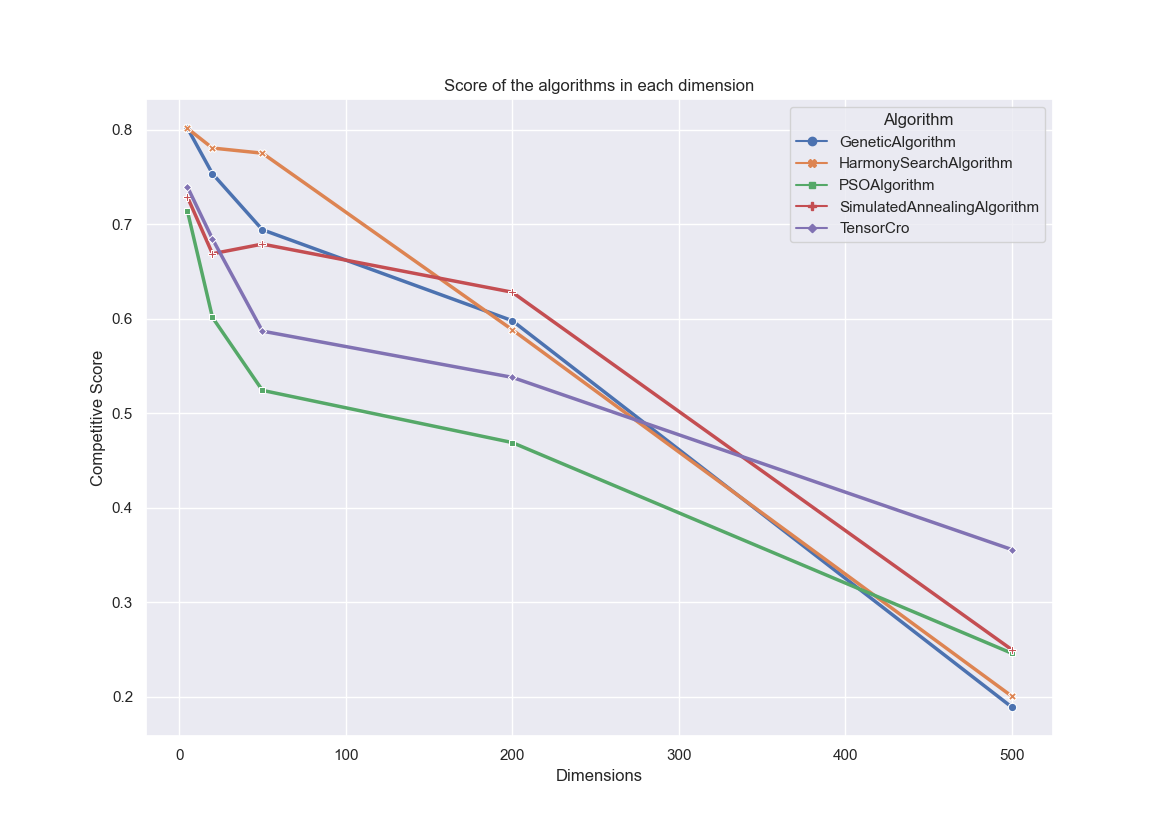 Score of the algorithms in each dimension
Algorithm
GeneticAlgorithm
HarmonySearchAlgorithm
PSOAlgorithm
SimulatedAnnealingAlgorithm
TensorCro
Competitive Score
0.8
0.7
0.6
0.5
0.4
0.3
0.2
0 100 200 300 400 500
Dimensions